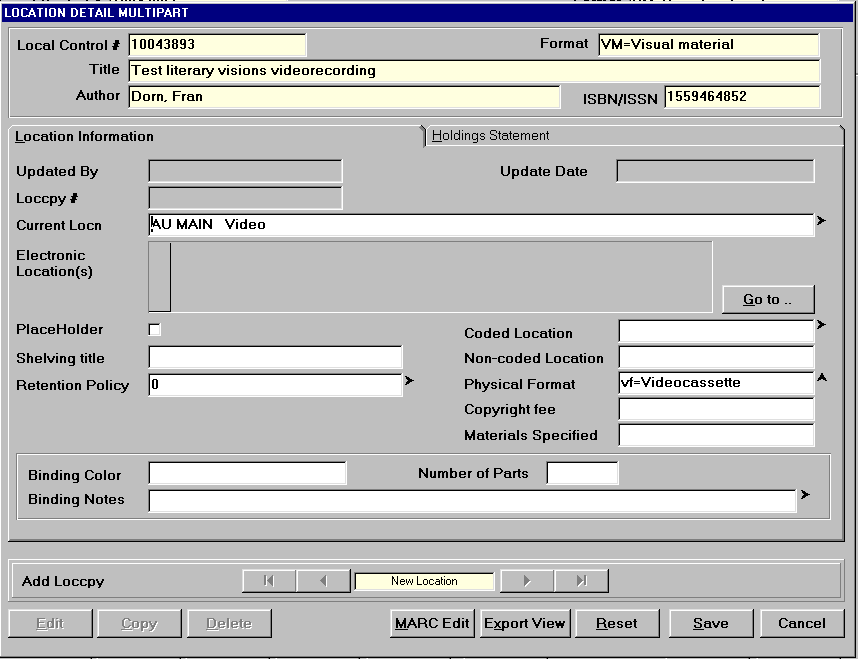 LOCATION DETAIL MULTIPART
Local Control # 10043893 Format VM=Visual material
Title Test literary visions videorecording
Author Dorn, Fran ISBN/ISSN 1559464852
Location Information Holdings Statement
Updated By Update Date
Loccpy #
Current Locn AU MAIN Video
Electronic
Location(s)
Go to ..
PlaceHolder Coded Location
Shelving title Non-coded Location
Retention Policy 0 Physical Format vf=Videocassette
Copyright fee
Materials Specified
Binding Color Number of Parts
Binding Notes
Add Loccpy New Location
Edit Copy Delete MARC Edit Export View Reset Save Cancel